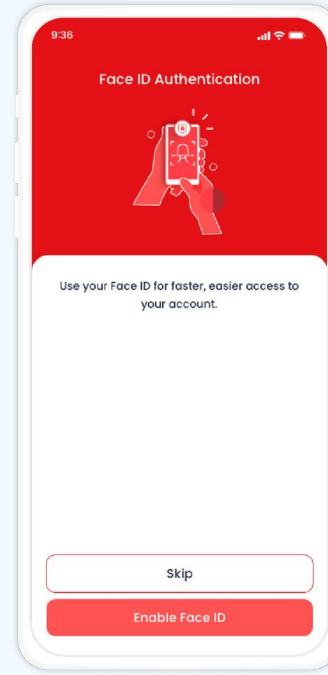 9:36
Face ID Authentication
Use your Face ID for faster, easier access to
your account.
Skip
Enable Face ID